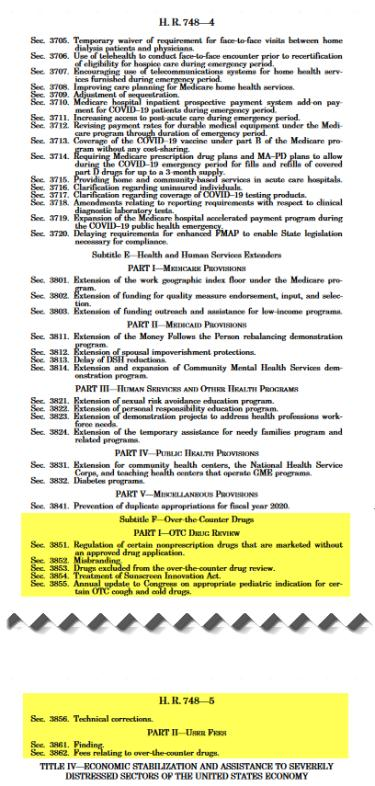 H. R. 748—4
Sec. 3705. Temporary waiver of requirement for face-to-face visits between home
dialysis patients and physicians.
Sec. 3706. Use of telehealth to conduct face-to-face encounter prior to recertification
of eligibility for hospice care during emergency period.
Sec. 3707. Encouraging use of telecommunications systems for home health serv-
ices furnished during emergency period.
Sec. 3708. Improving care planning for Medicare home health services.
Sec. 3709. Adjustment of sequestration.
Sec. 3710. Medicare hospital inpatient prospective payment system add-on pay-
ment for COVID–19 patients during emergency period.
Sec. 3711. Increasing access to post-acute care during emergency period.
Sec. 3712. Revising payment rates for durable medical equipment under the Medi-
care program through duration of emergency period.
Sec. 3713. Coverage of the COVID–19 vaccine under part B of the Medicare pro-
gram without any cost-sharing.
Sec. 3714. Requiring Medicare prescription drug plans and MA–PD plans to allow
during the COVID–19 emergency period for fills and refills of covered
part D drugs for up to a 3-month supply.
Sec. 3715. Providing home and community-based services in acute care hospitals.
Sec. 3716. Clarification regarding uninsured individuals.
Sec. 3717. Clarification regarding coverage of COVID–19 testing products.
Sec. 3718. Amendments relating to reporting requirements with respect to clinical
diagnostic laboratory tests.
Sec. 3719. Expansion of the Medicare hospital accelerated payment program during
the COVID–19 public health emergency.
Sec. 3720. Delaying requirements for enhanced FMAP to enable State legislation
necessary for compliance.
Subtitle E—Health and Human Services Extenders
PART I—MEDICARE PROVISIONS
Sec. 3801. Extension of the work geographic index floor under the Medicare pro-
gram.
Sec. 3802. Extension of funding for quality measure endorsement, input, and selec-
tion.
Sec. 3803. Extension of funding outreach and assistance for low-income programs.
PART II—MEDICAID PROVISIONS
Sec. 3811. Extension of the Money Follows the Person rebalancing demonstration
program.
Sec. 3812. Extension of spousal impoverishment protections.
Sec. 3813. Delay of DSH reductions.
Sec. 3814. Extension and expansion of Community Mental Health Services dem-
onstration program.
PART III—HUMAN SERVICES AND OTHER HEALTH PROGRAMS
Sec. 3821. Extension of sexual risk avoidance education program.
Sec. 3822. Extension of personal responsibility education program.
Sec. 3823. Extension of demonstration projects to address health professions work-
force needs.
Sec. 3824. Extension of the temporary assistance for needy families program and
related programs.
PART IV—PUBLIC HEALTH PROVISIONS
Sec. 3831. Extension for community health centers, the National Health Service
Corps, and teaching health centers that operate GME programs.
Sec. 3832. Diabetes programs.
PART V—MISCELLANEOUS PROVISIONS
Sec. 3841. Prevention of duplicate appropriations for fiscal year 2020.
Subtitle F—Over-the-Counter Drugs
PART I—OTC DRUG REVIEW
Sec. 3851. Regulation of certain nonprescription drugs that are marketed without
an approved drug application.
Sec. 3852. Misbranding.
Sec. 3853. Drugs excluded from the over-the-counter drug review.
Sec. 3854. Treatment of Sunscreen Innovation Act.
Sec. 3855. Annual update to Congress on appropriate pediatric indication for cer-
tain OTC cough and cold drugs.
H. R. 748—5
Sec. 3856. Technical corrections.
PART II—USER FEES
Sec. 3861. Finding.
Sec. 3862. Fees relating to over-the-counter drugs.
TITLE IV—ECONOMIC STABILIZATION AND ASSISTANCE TO SEVERELY
DISTRESSED SECTORS OF THE UNITED STATES ECONOMY